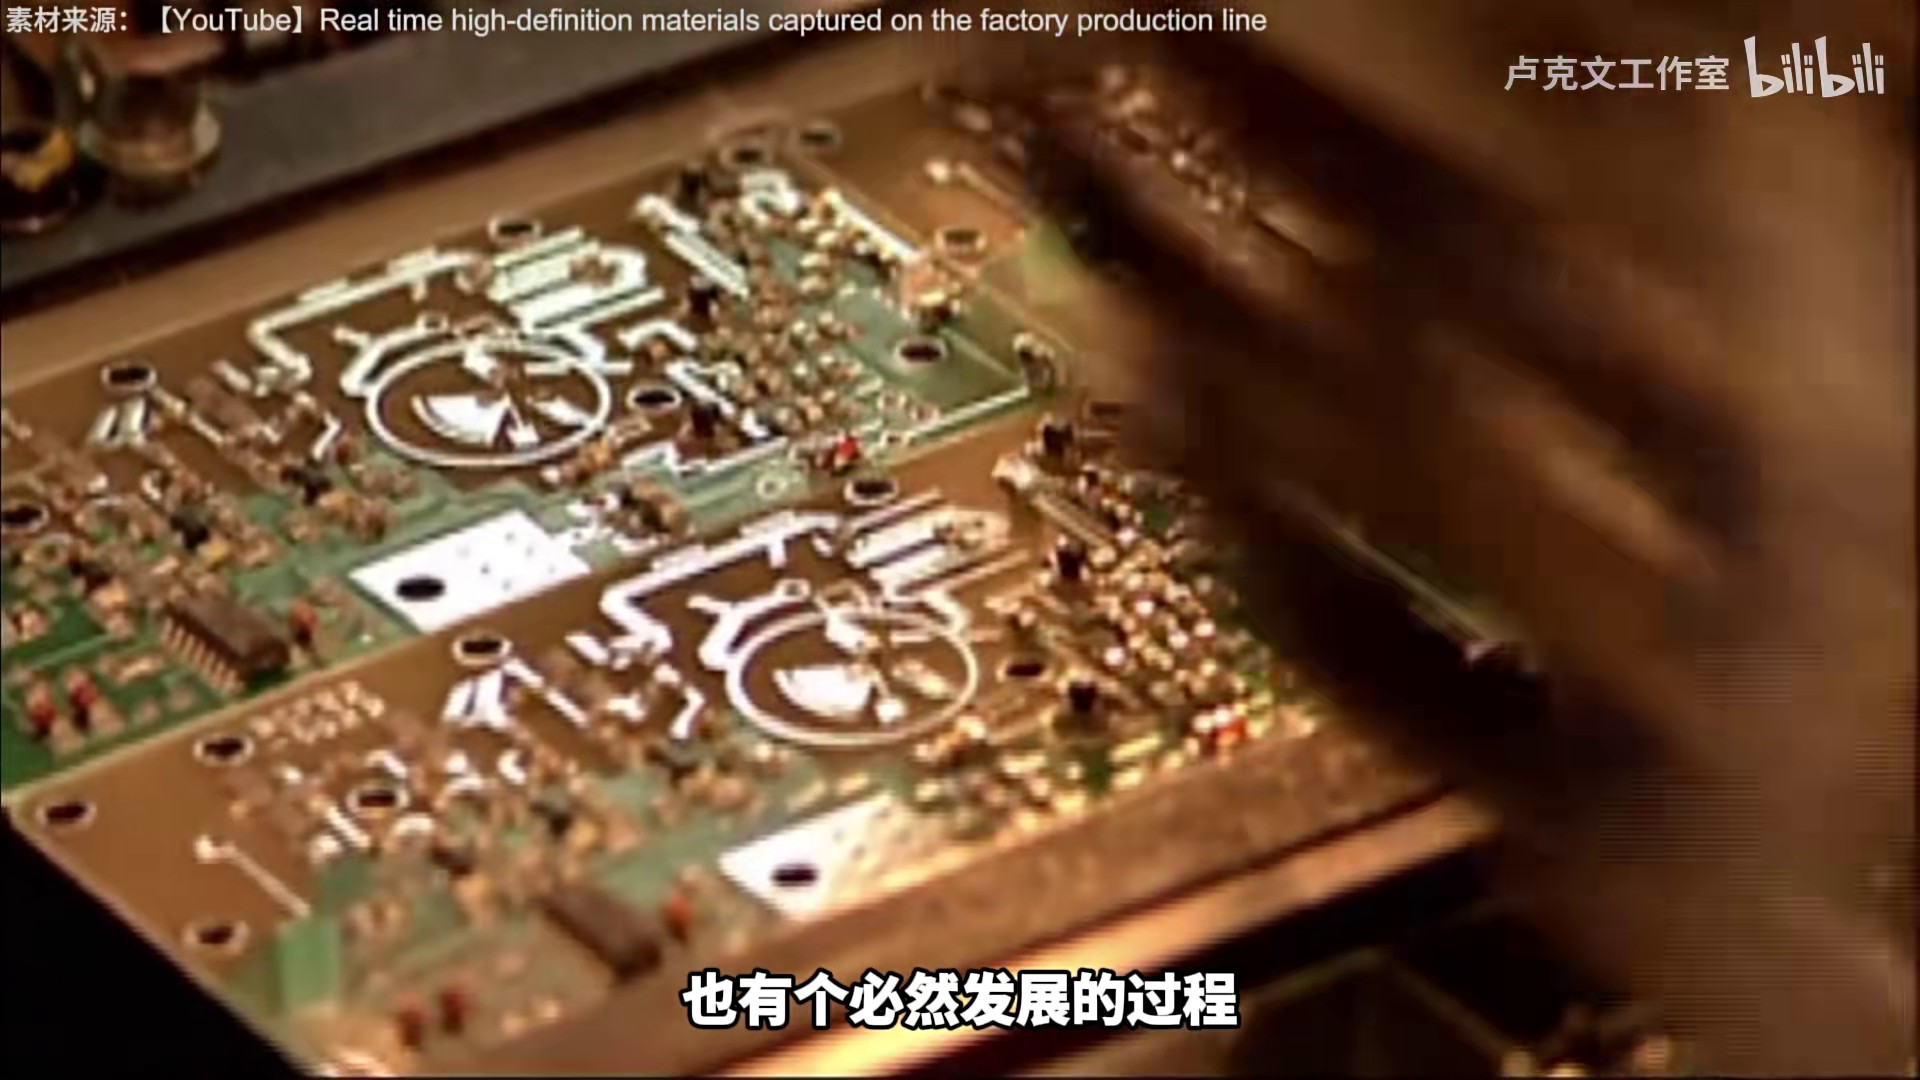 素材来源：【YouTube】Real time high-definition materials captured on the factory production line
卢克文工作室 bilibili
也有个必然发展的过程